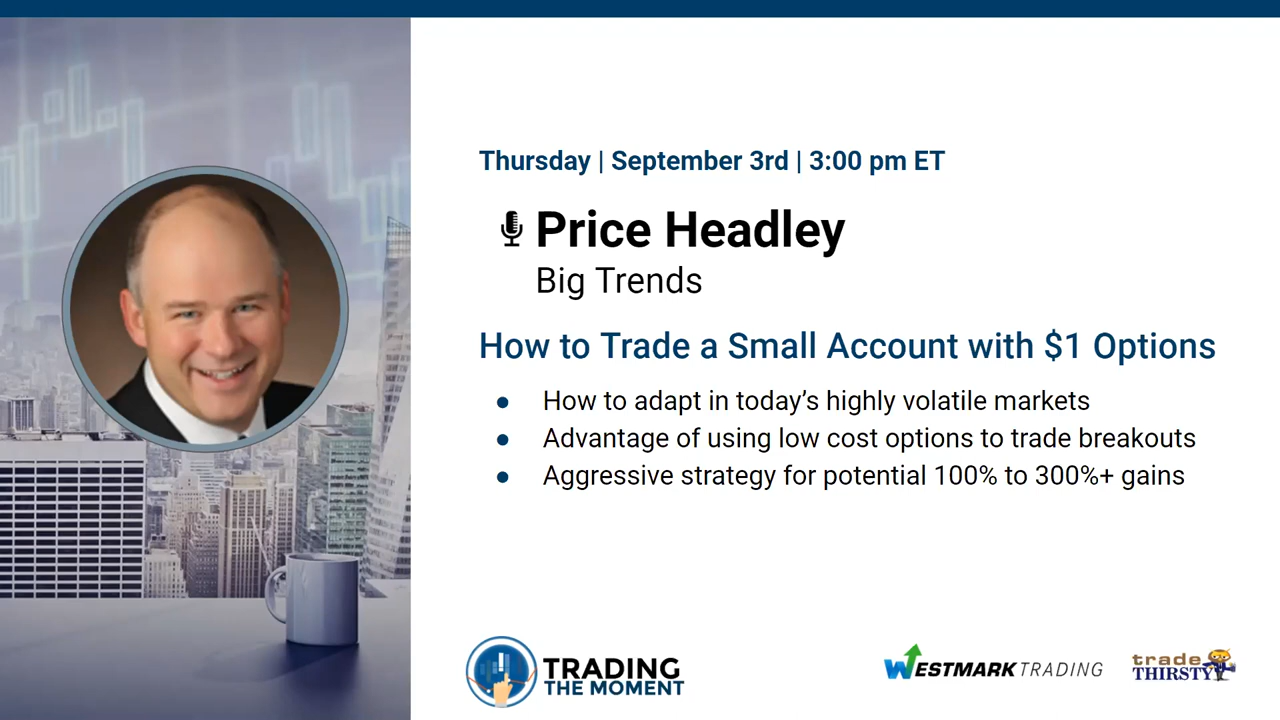 Thursday | September 3rd | 3:00 pm ET
Price Headley
Big Trends
How to Trade a Small Account with $1 Options
● How to adapt in today’s highly volatile markets
● Advantage of using low cost options to trade breakouts
● Aggressive strategy for potential 100% to 300%+ gains
TRADING
THE MOMENT
WESTMARK TRADING
trade
THIRSTY